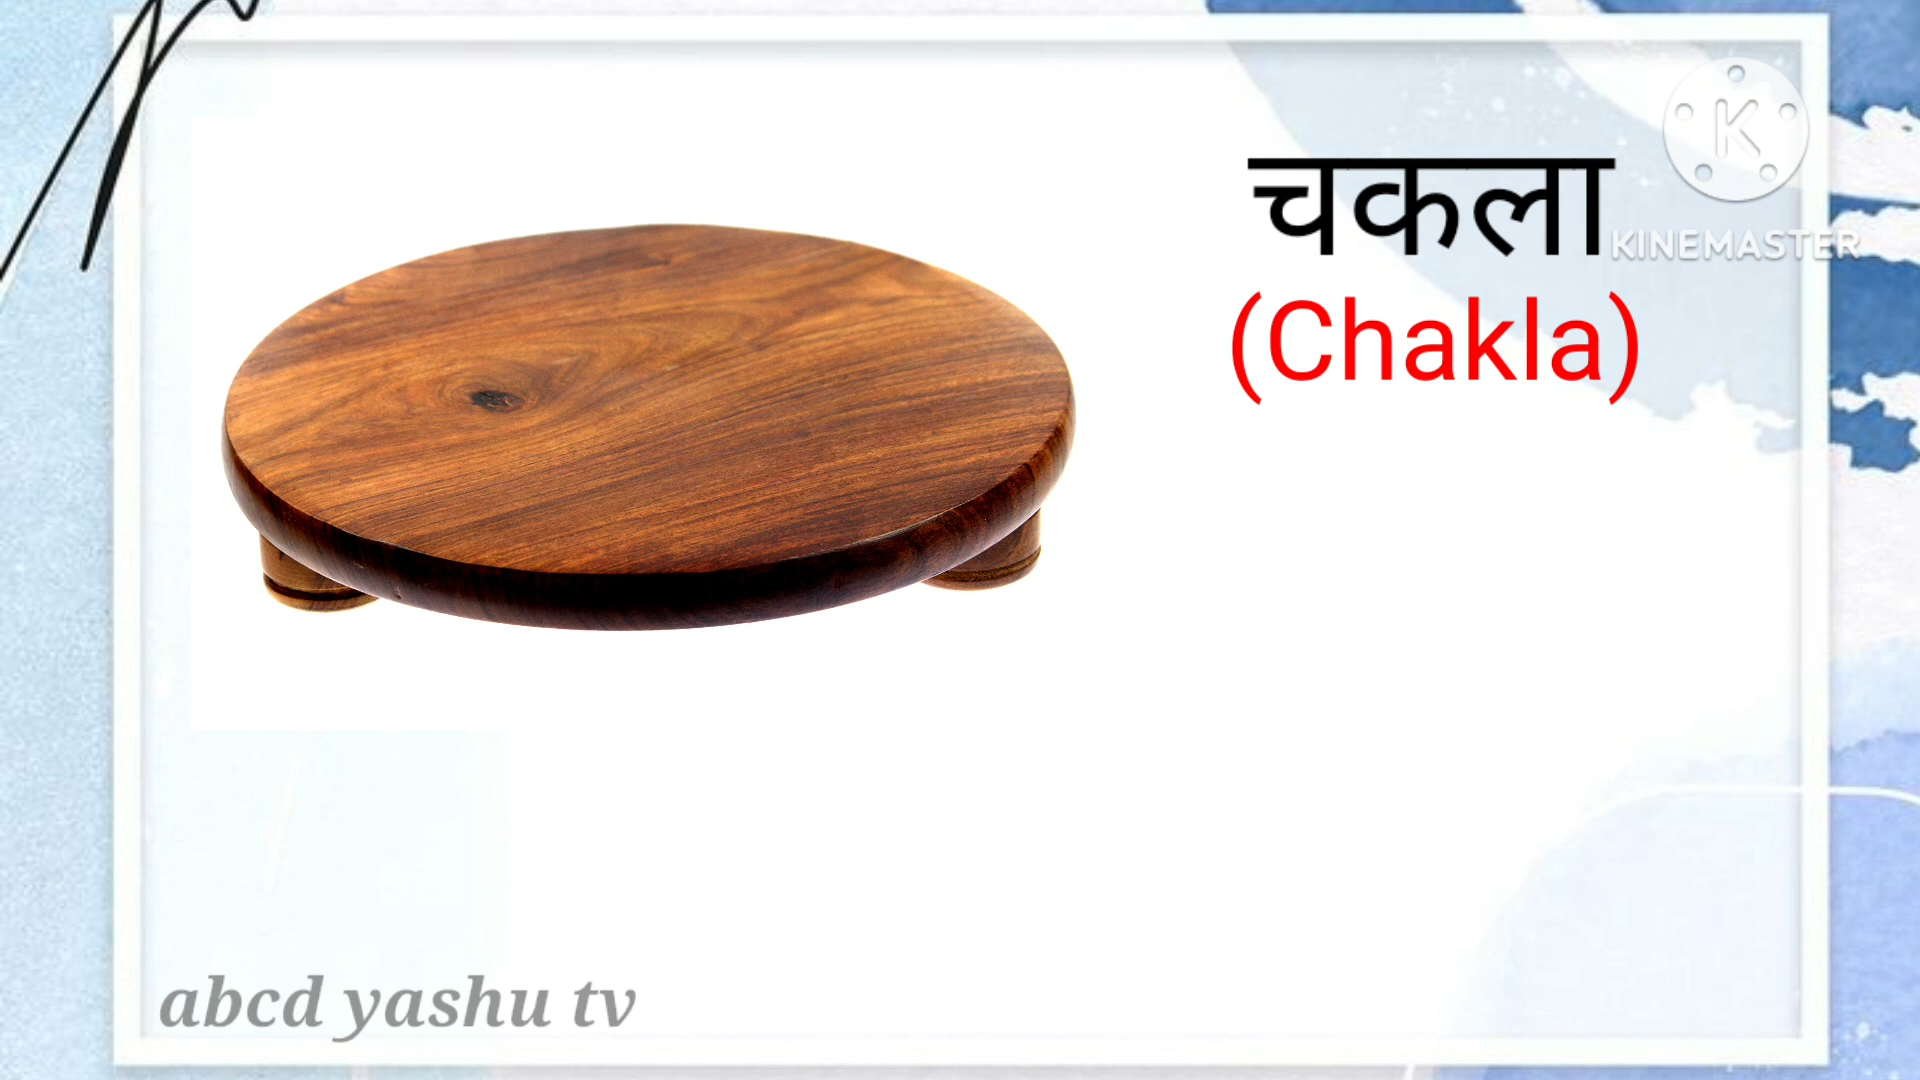 चकला
K
KINEMASTER
(Chakla)
abcd yashu tv